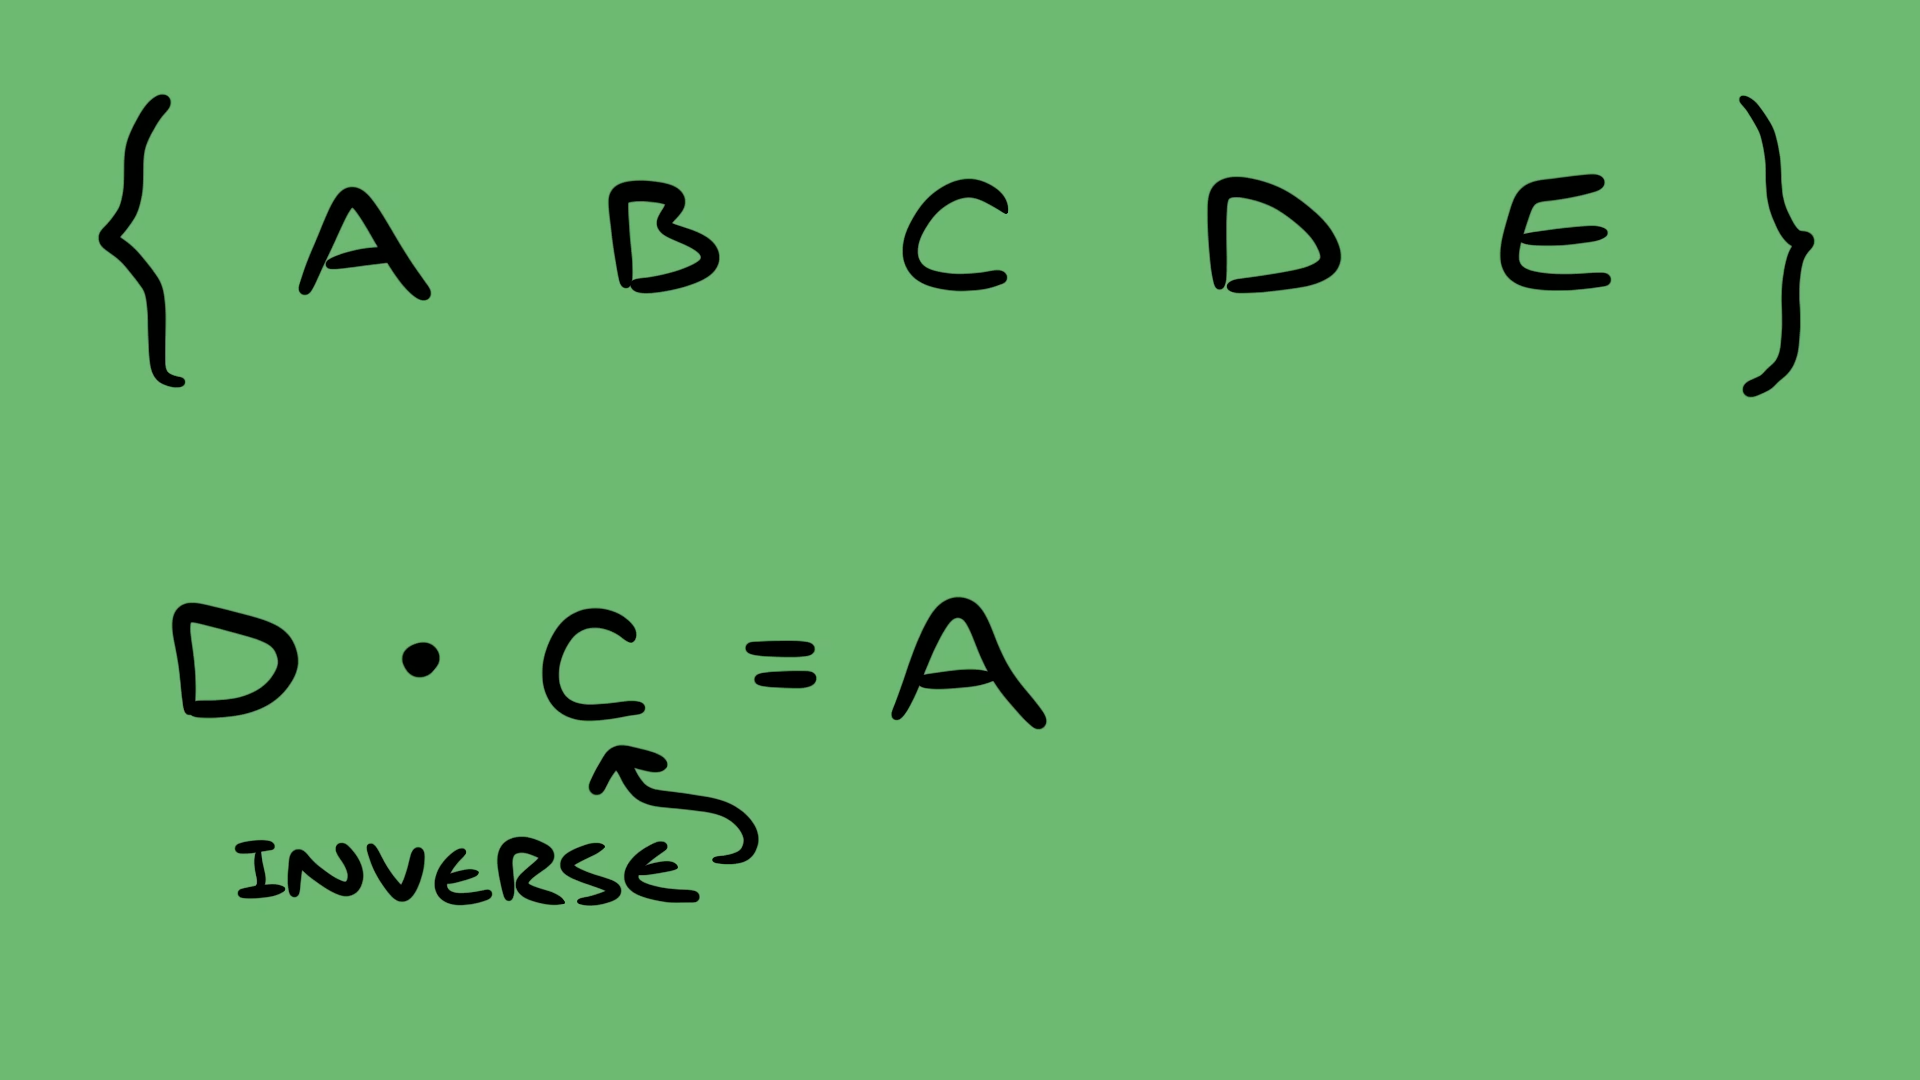 { A B C D E }
D · C = A
INVERSE